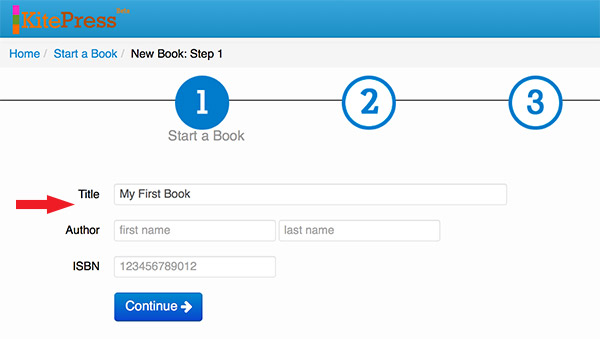 KitePress Beta
Home / Start a Book / New Book: Step 1
1 2 3
Start a Book
Title My First Book
Author first name last name
ISBN 123456789012
Continue →